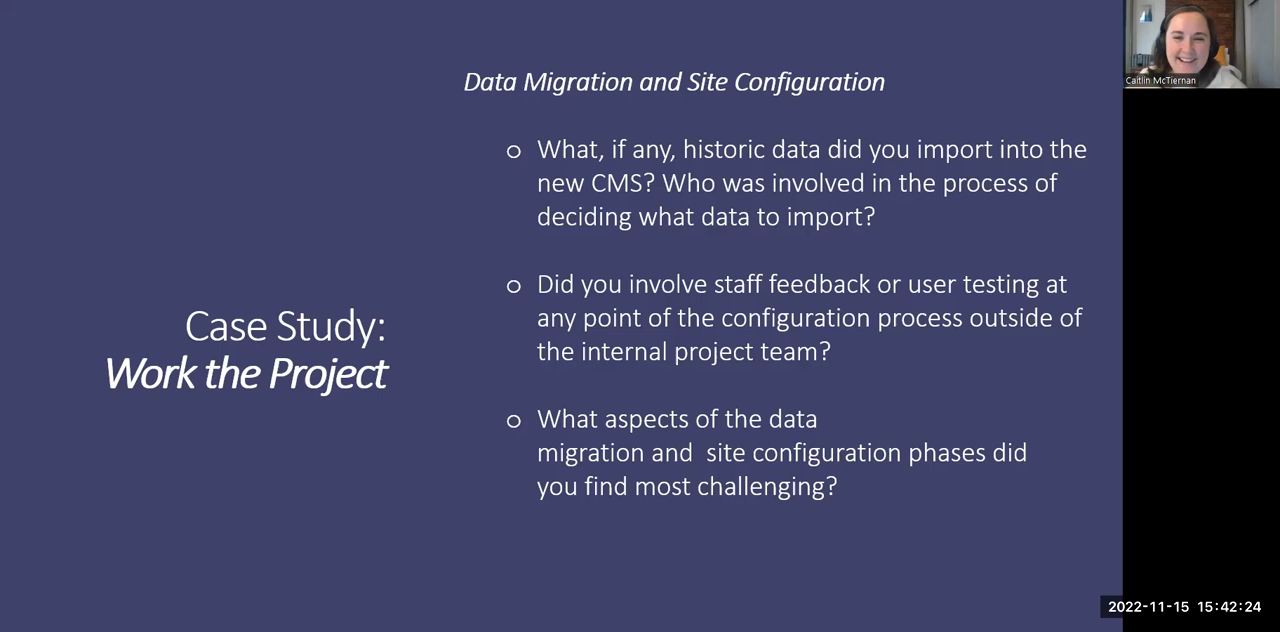 Data Migration and Site Configuration
o What, if any, historic data did you import into the
new CMS? Who was involved in the process of
deciding what data to import?
o Did you involve staff feedback or user testing at
any point of the configuration process outside of
the internal project team?
o What aspects of the data
migration and  site configuration phases did
you find most challenging?
Case Study:
Work the Project
Caitlin McTiernan
2022-11-15 15:42:24